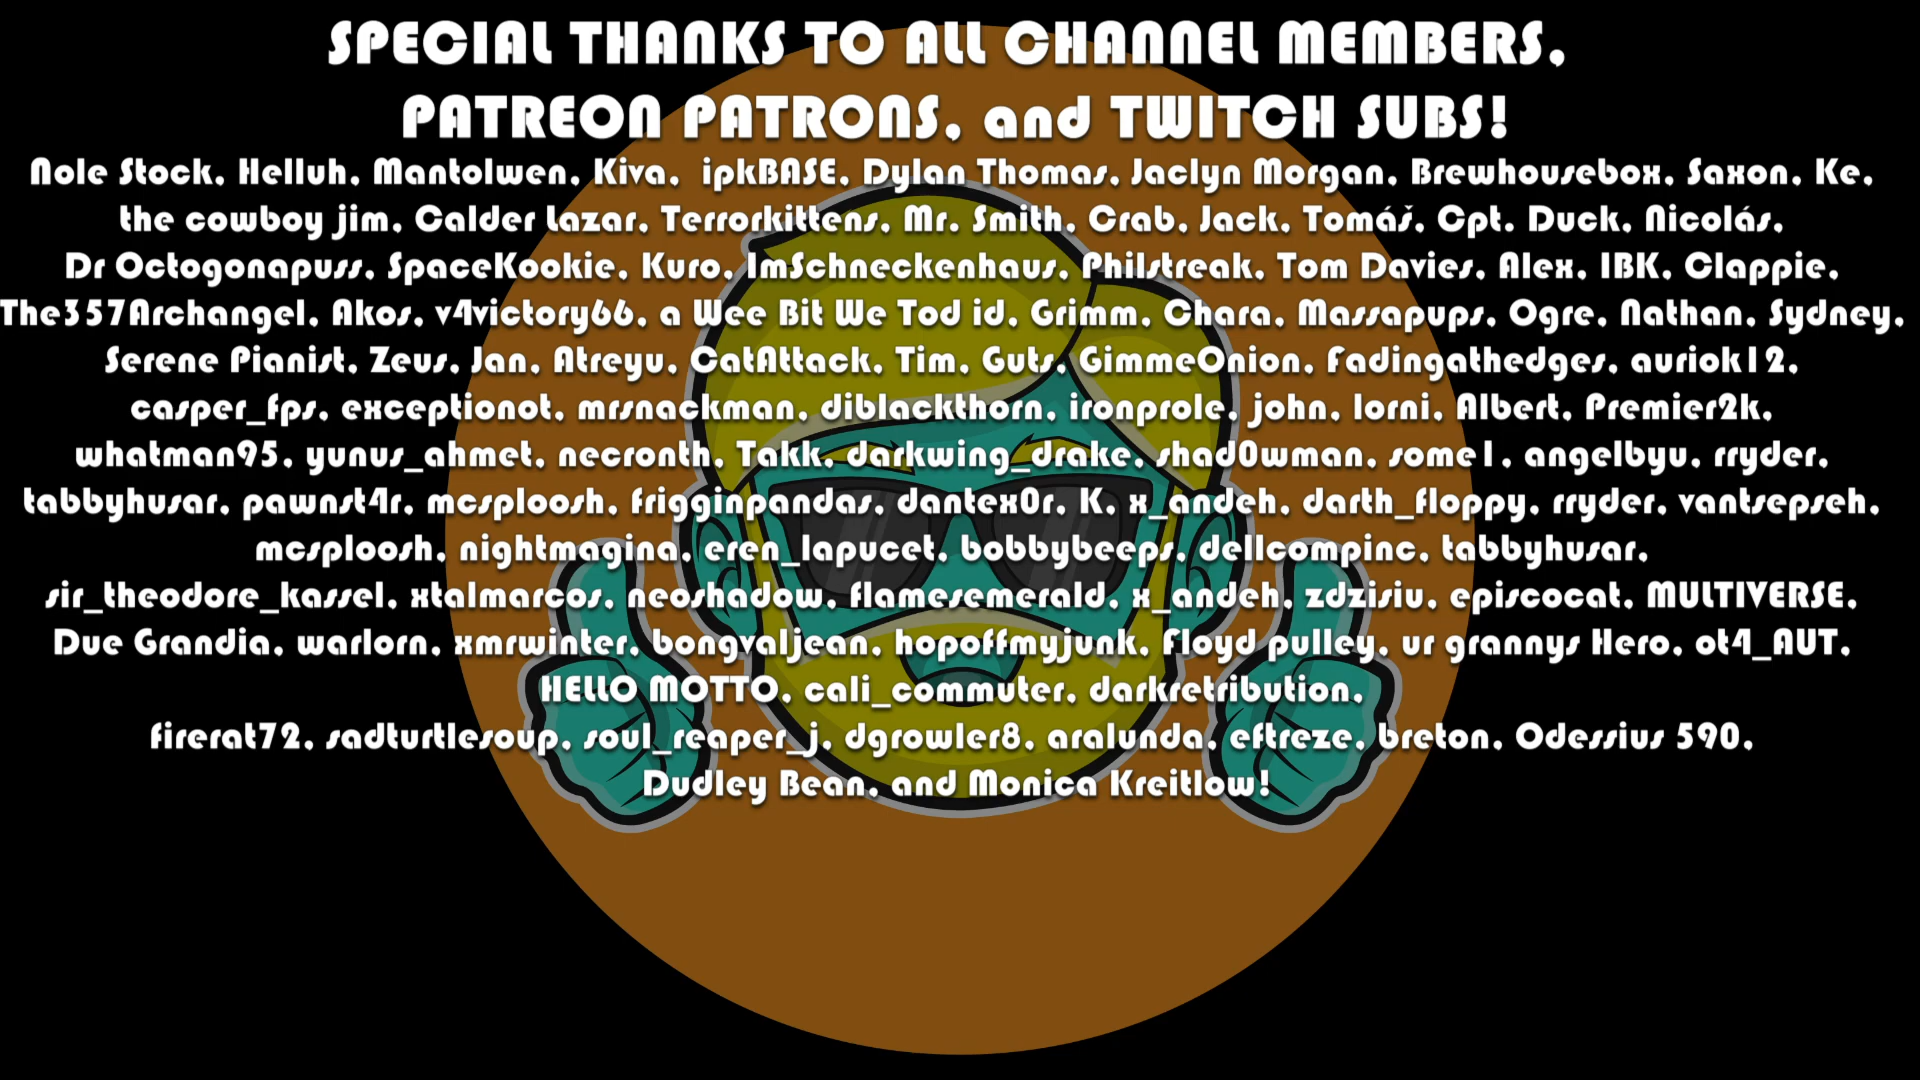 SPECIAL THANKS TO ALL CHANNEL MEMBERS,
PATREON PATRONS, and TWITCH SUBS!
Nole Stock, Helluh, Mantolwen, Kiva, ipkBASE, Dylan Thomas, Jaclyn Morgan, Brewhousebox, Saxon, Ke,
the cowboy jim, Calder Lazar, Terrorkittens, Mr. Smith, Crab, Jack, Tomáš, Cpt. Duck, Nicolás,
Dr Octogonapuss, SpaceKookie, Kuro, ImSchneckenhaus, Philstreak, Tom Davies, Alex, IBK, Clappie,
The357Archangel, Akos, v4victory66, a Wee Bit We Tod id, Grimm, Chara, Massapups, Ogre, Nathan, Sydney,
Serene Pianist, Zeus, Jan, Atreyu, CatAttack, Tim, Guts, GimmeOnion, Fadingathedges, auriok12,
casper_fps, exceptionot, mrsnackman, diblackthorn, ironprole, john, lorni, Albert, Premier2k,
whatman95, yunus_ahmet, necronth, Takk, darkwing_drake, shad0wman, some1, angelbyu, rryder,
tabbyhusar, pawnst4r, mcsploosh, frigginpandas, dantex0r, K, x_andeh, darth_floppy, rryder, vantsepseh,
mcsploosh, nightmagina, eren_lapucet, bobbybeeps, dellcompinc, tabbyhusar,
sir_theodore_kassel, xtalmarcos, neoshadow, flamesemerald, x_andeh, zdzisiu, episcocat, MULTIVERSE,
Due Grandia, warlorn, xmrwinter, bongvaljean, hopoffmyjunk, Floyd pulley, ur grannys Hero, ot4_AUT,
HELLO MOTTO, cali_commuter, darkretribution,
firerat72, sadturtlesoup, soul_reaper_j, dgrowler8, aralunda, eftreze, breton, Odessius 590,
Dudley Bean, and Monica Kreitlow!